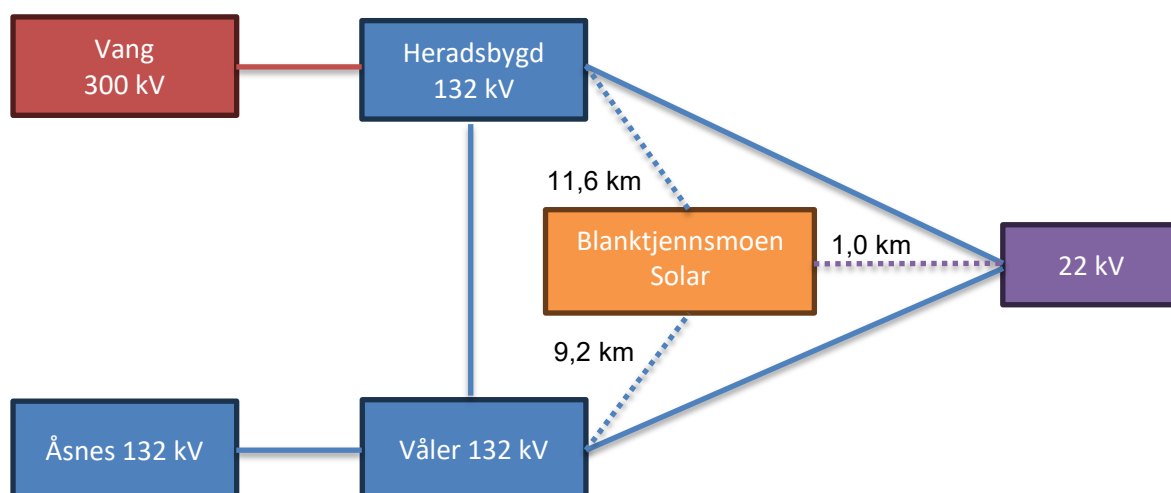 Vang
300 kV
Heradsbygd
132 kV
11,6 km
Blanktjennsmoen
Solar
1,0 km
22 kV
9,2 km
Åsnes 132 kV
Våler 132 kV